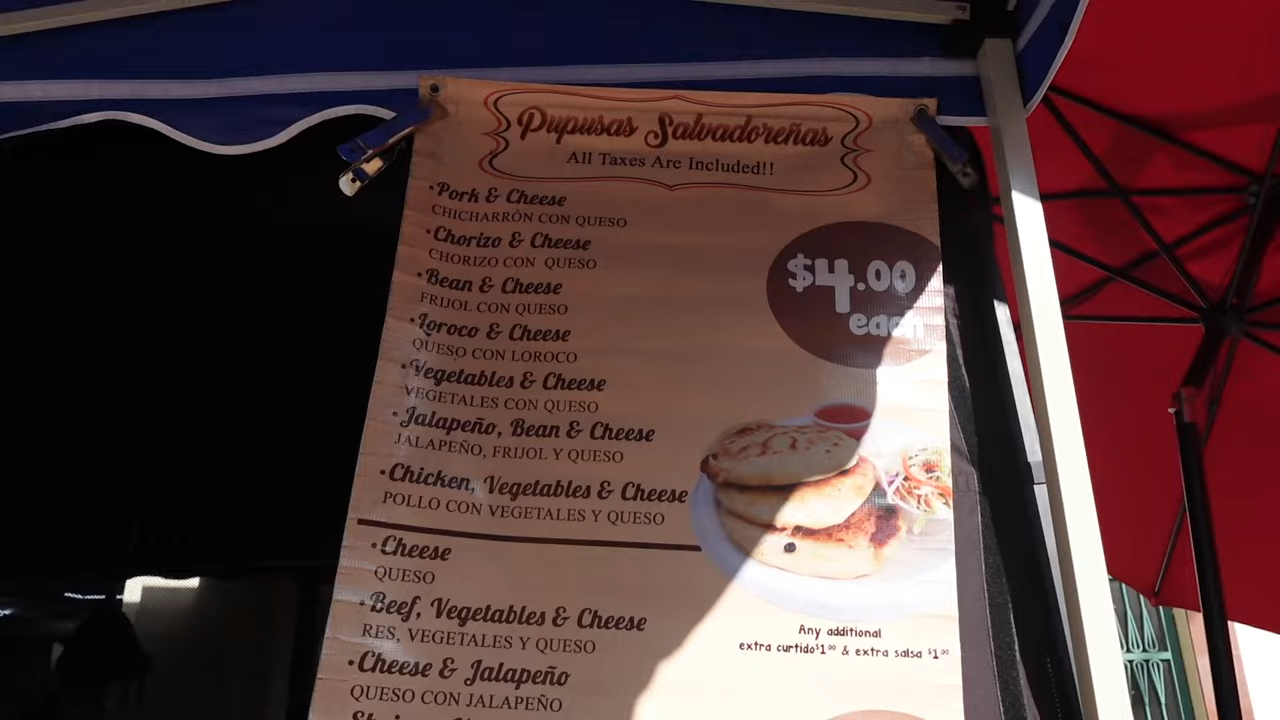 Pupusas Salvadoreñas
All Taxes Are Included!!
•Pork & Cheese
CHICHARRÓN CON QUESO
•Chorizo & Cheese
CHORIZO CON QUESO
•Bean & Cheese
FRIJOL CON QUESO
•Loroco & Cheese
QUESO CON LOROCO
•Vegetables & Cheese
VEGETALES CON QUESO
•Jalapeño, Bean & Cheese
JALAPEÑO, FRIJOL Y QUESO
•Chicken, Vegetables & Cheese
POLLO CON VEGETALES Y QUESO
$4.00
each
•Cheese
QUESO
•Beef, Vegetables & Cheese
RES, VEGETALES Y QUESO
•Cheese & Jalapeño
QUESO CON JALAPEÑO
Any additional
extra curtido $1.00 & extra salsa $1.00